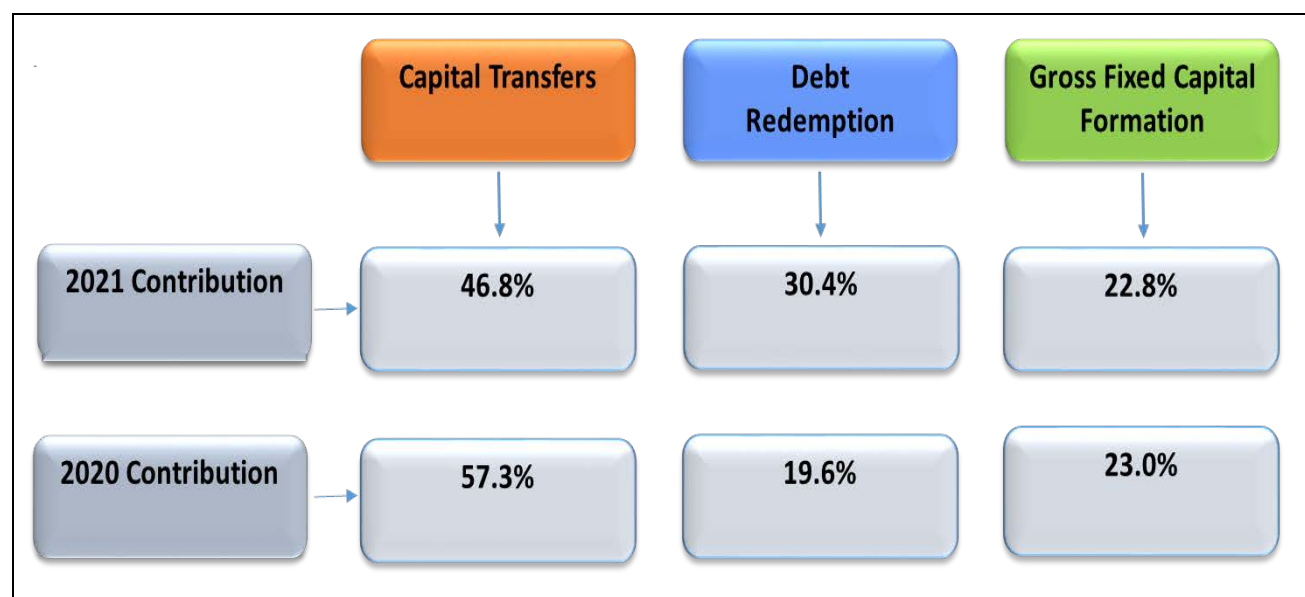 Capital Transfers
Debt
Redemption
Gross Fixed Capital
Formation
2021 Contribution
46.8%
30.4%
22.8%
2020 Contribution
57.3%
19.6%
23.0%